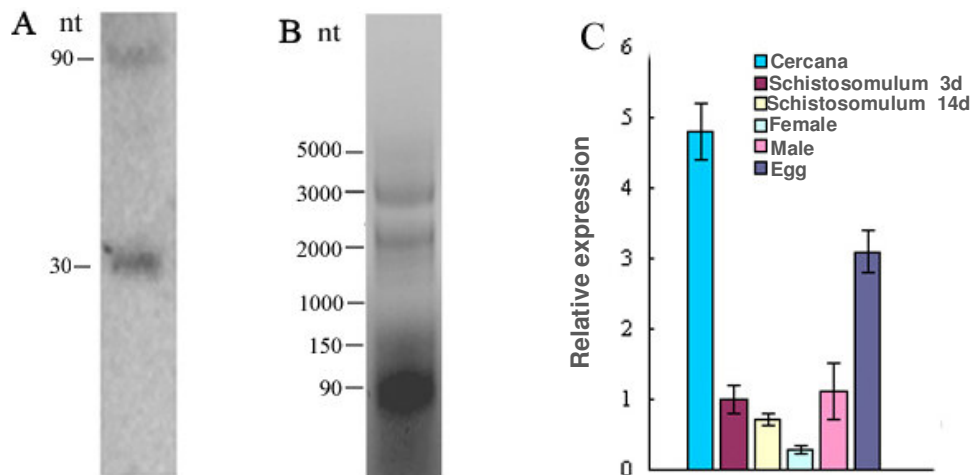 A nt
90
30
B nt
5000
3000
2000
1000
150
90
C
Relative expression
6
5
4
3
2
1
0
Cercana
Schistosomulum 3d
Schistosomulum 14d
Female
Male
Egg